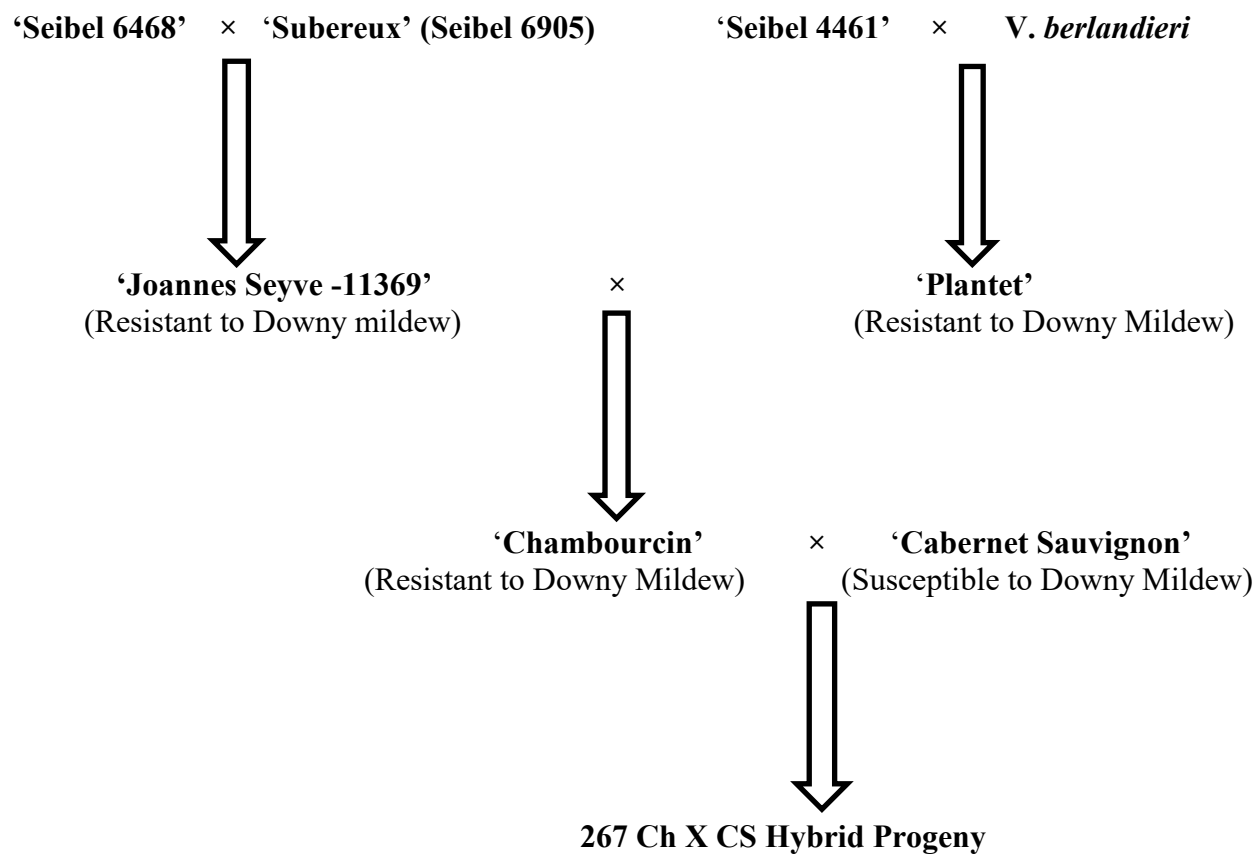 ‘Seibel 6468’ × ‘Subereux’ (Seibel 6905) ‘Seibel 4461’ × V. berlandieri
‘Joannes Seyve -11369’ × ‘Plantet’
(Resistant to Downy mildew) (Resistant to Downy Mildew)
‘Chambourcin’ × ‘Cabernet Sauvignon’
(Resistant to Downy Mildew) (Susceptible to Downy Mildew)
267 Ch X CS Hybrid Progeny